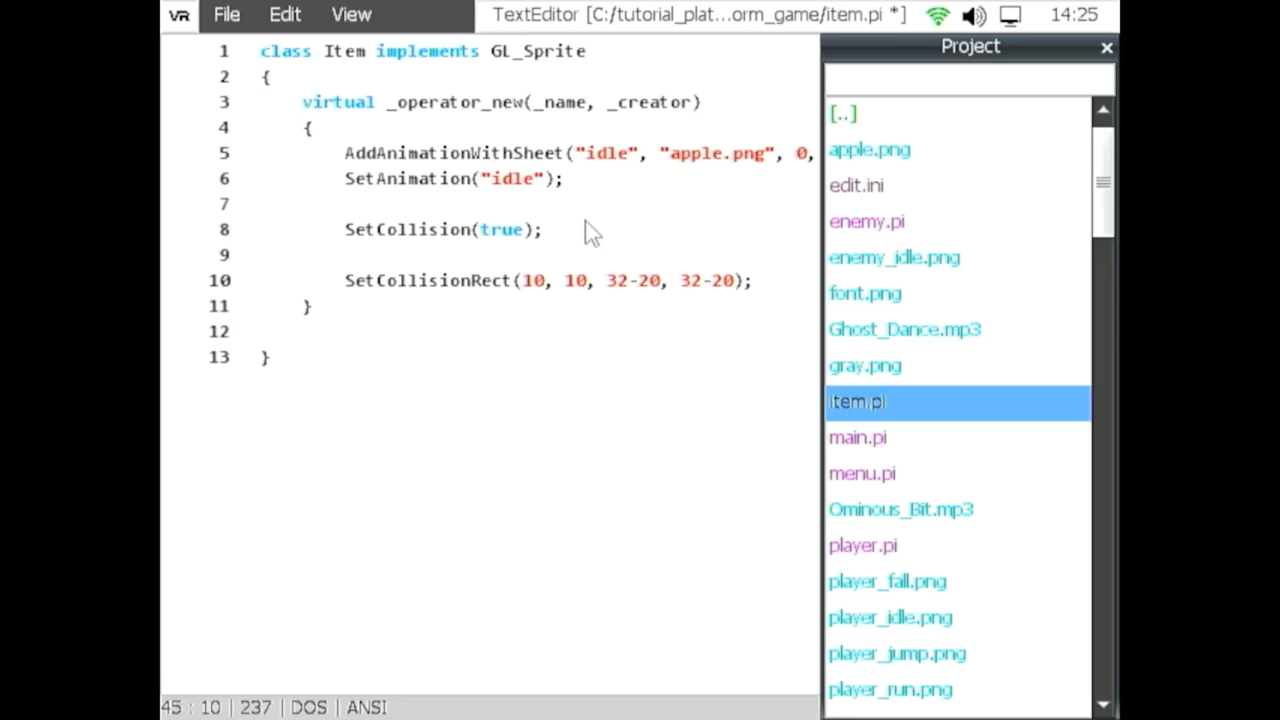 VR File Edit View TextEditor [C:/tutorial_plat...orm_game/item.pi *] 14:25
1 class Item implements GL_Sprite
2 {
3 virtual _operator_new(_name, _creator)
4 {
5 AddAnimationWithSheet("idle", "apple.png", 0,
6 SetAnimation("idle");
7
8 SetCollision(true);
9
10 SetCollisionRect(10, 10, 32-20, 32-20);
11 }
12
13 }
Project
[..]
apple.png
edit.ini
enemy.pi
enemy_idle.png
font.png
Ghost_Dance.mp3
gray.png
item.pi
main.pi
menu.pi
Ominous_Bit.mp3
player.pi
player_fall.png
player_idle.png
player_jump.png
player_run.png
45 : 10 | 237 | DOS | ANSI